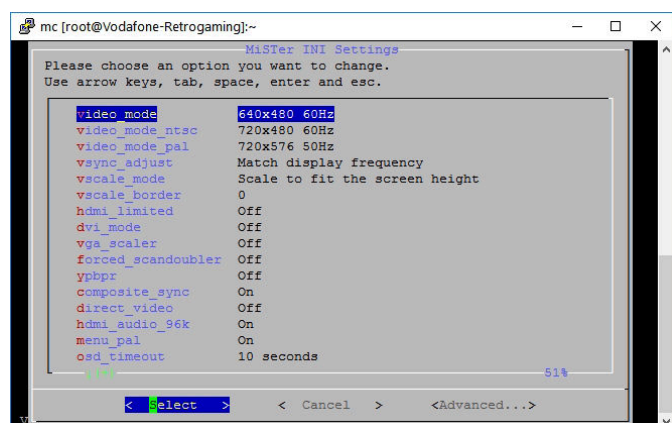 mc [root@Vodafone-Retrogaming]:~
MiSTer INI Settings
Please choose an option you want to change.
Use arrow keys, tab, space, enter and esc.
video_mode 640x480 60Hz
video_mode_ntsc 720x480 60Hz
video_mode_pal 720x576 50Hz
vsync_adjust Match display frequency
vscale_mode Scale to fit the screen height
vscale_border 0
hdmi_limited Off
dvi_mode Off
vga_scaler Off
forced_scandoubler Off
ypbpr Off
composite_sync On
direct_video Off
hdmi_audio_96k On
menu_pal On
osd_timeout 10 seconds
51%
< Select > < Cancel > <Advanced...>